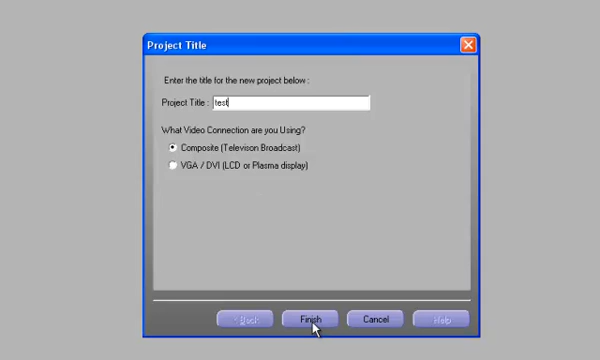 Project Title
Enter the title for the new project below :
Project Title : test
What Video Connection are you Using?
Composite (Televison Broadcast)
VGA / DVI (LCD or Plasma display)
< Back Finish Cancel Help